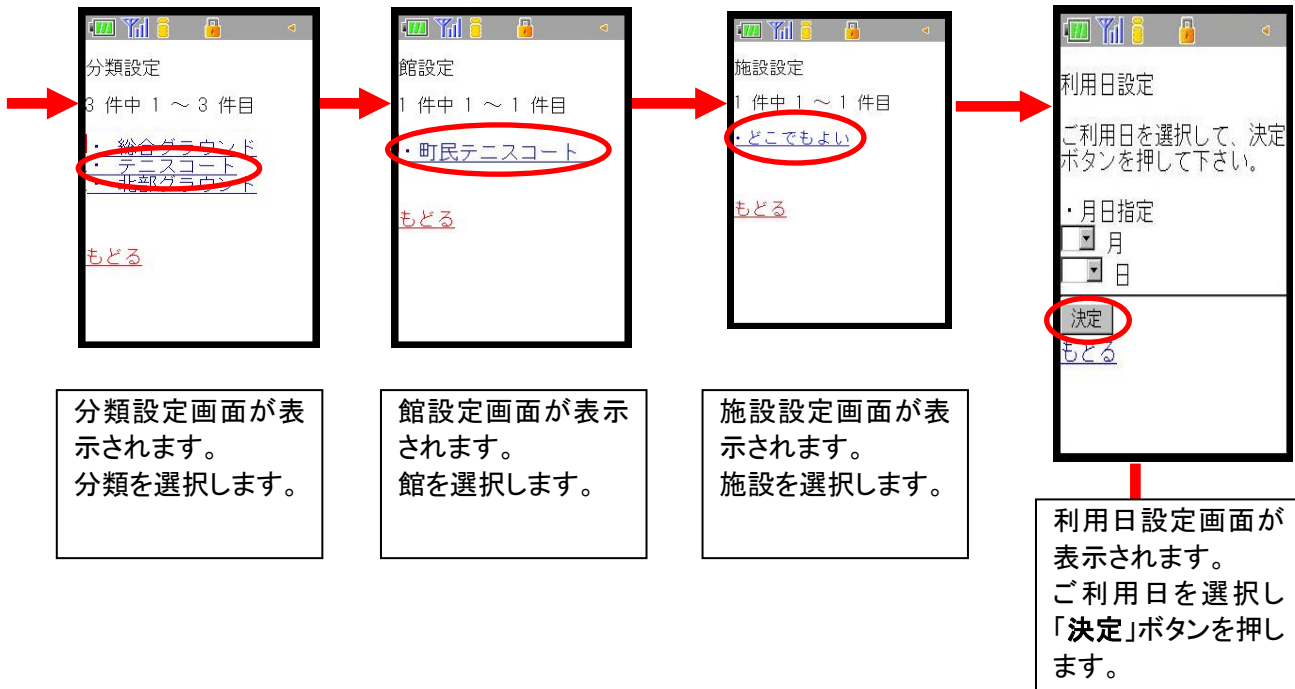 分類設定
3 件中 1 ～ 3 件目
・ 総合グラウンド
・ テニスコート
・ 北部グラウンド
もどる
館設定
1 件中 1 ～ 1 件目
・町民テニスコート
もどる
施設設定
1 件中 1 ～ 1 件目
・どこでもよい
もどる
利用日設定
ご利用日を選択して、決定
ボタンを押して下さい。
・月日指定
月
日
決定
もどる
分類設定画面が表
示されます。
分類を選択します。
館設定画面が表示
されます。
館を選択します。
施設設定画面が表
示されます。
施設を選択します。
利用日設定画面が
表示されます。
ご利用日を選択し
「決定」ボタンを押し
ます。